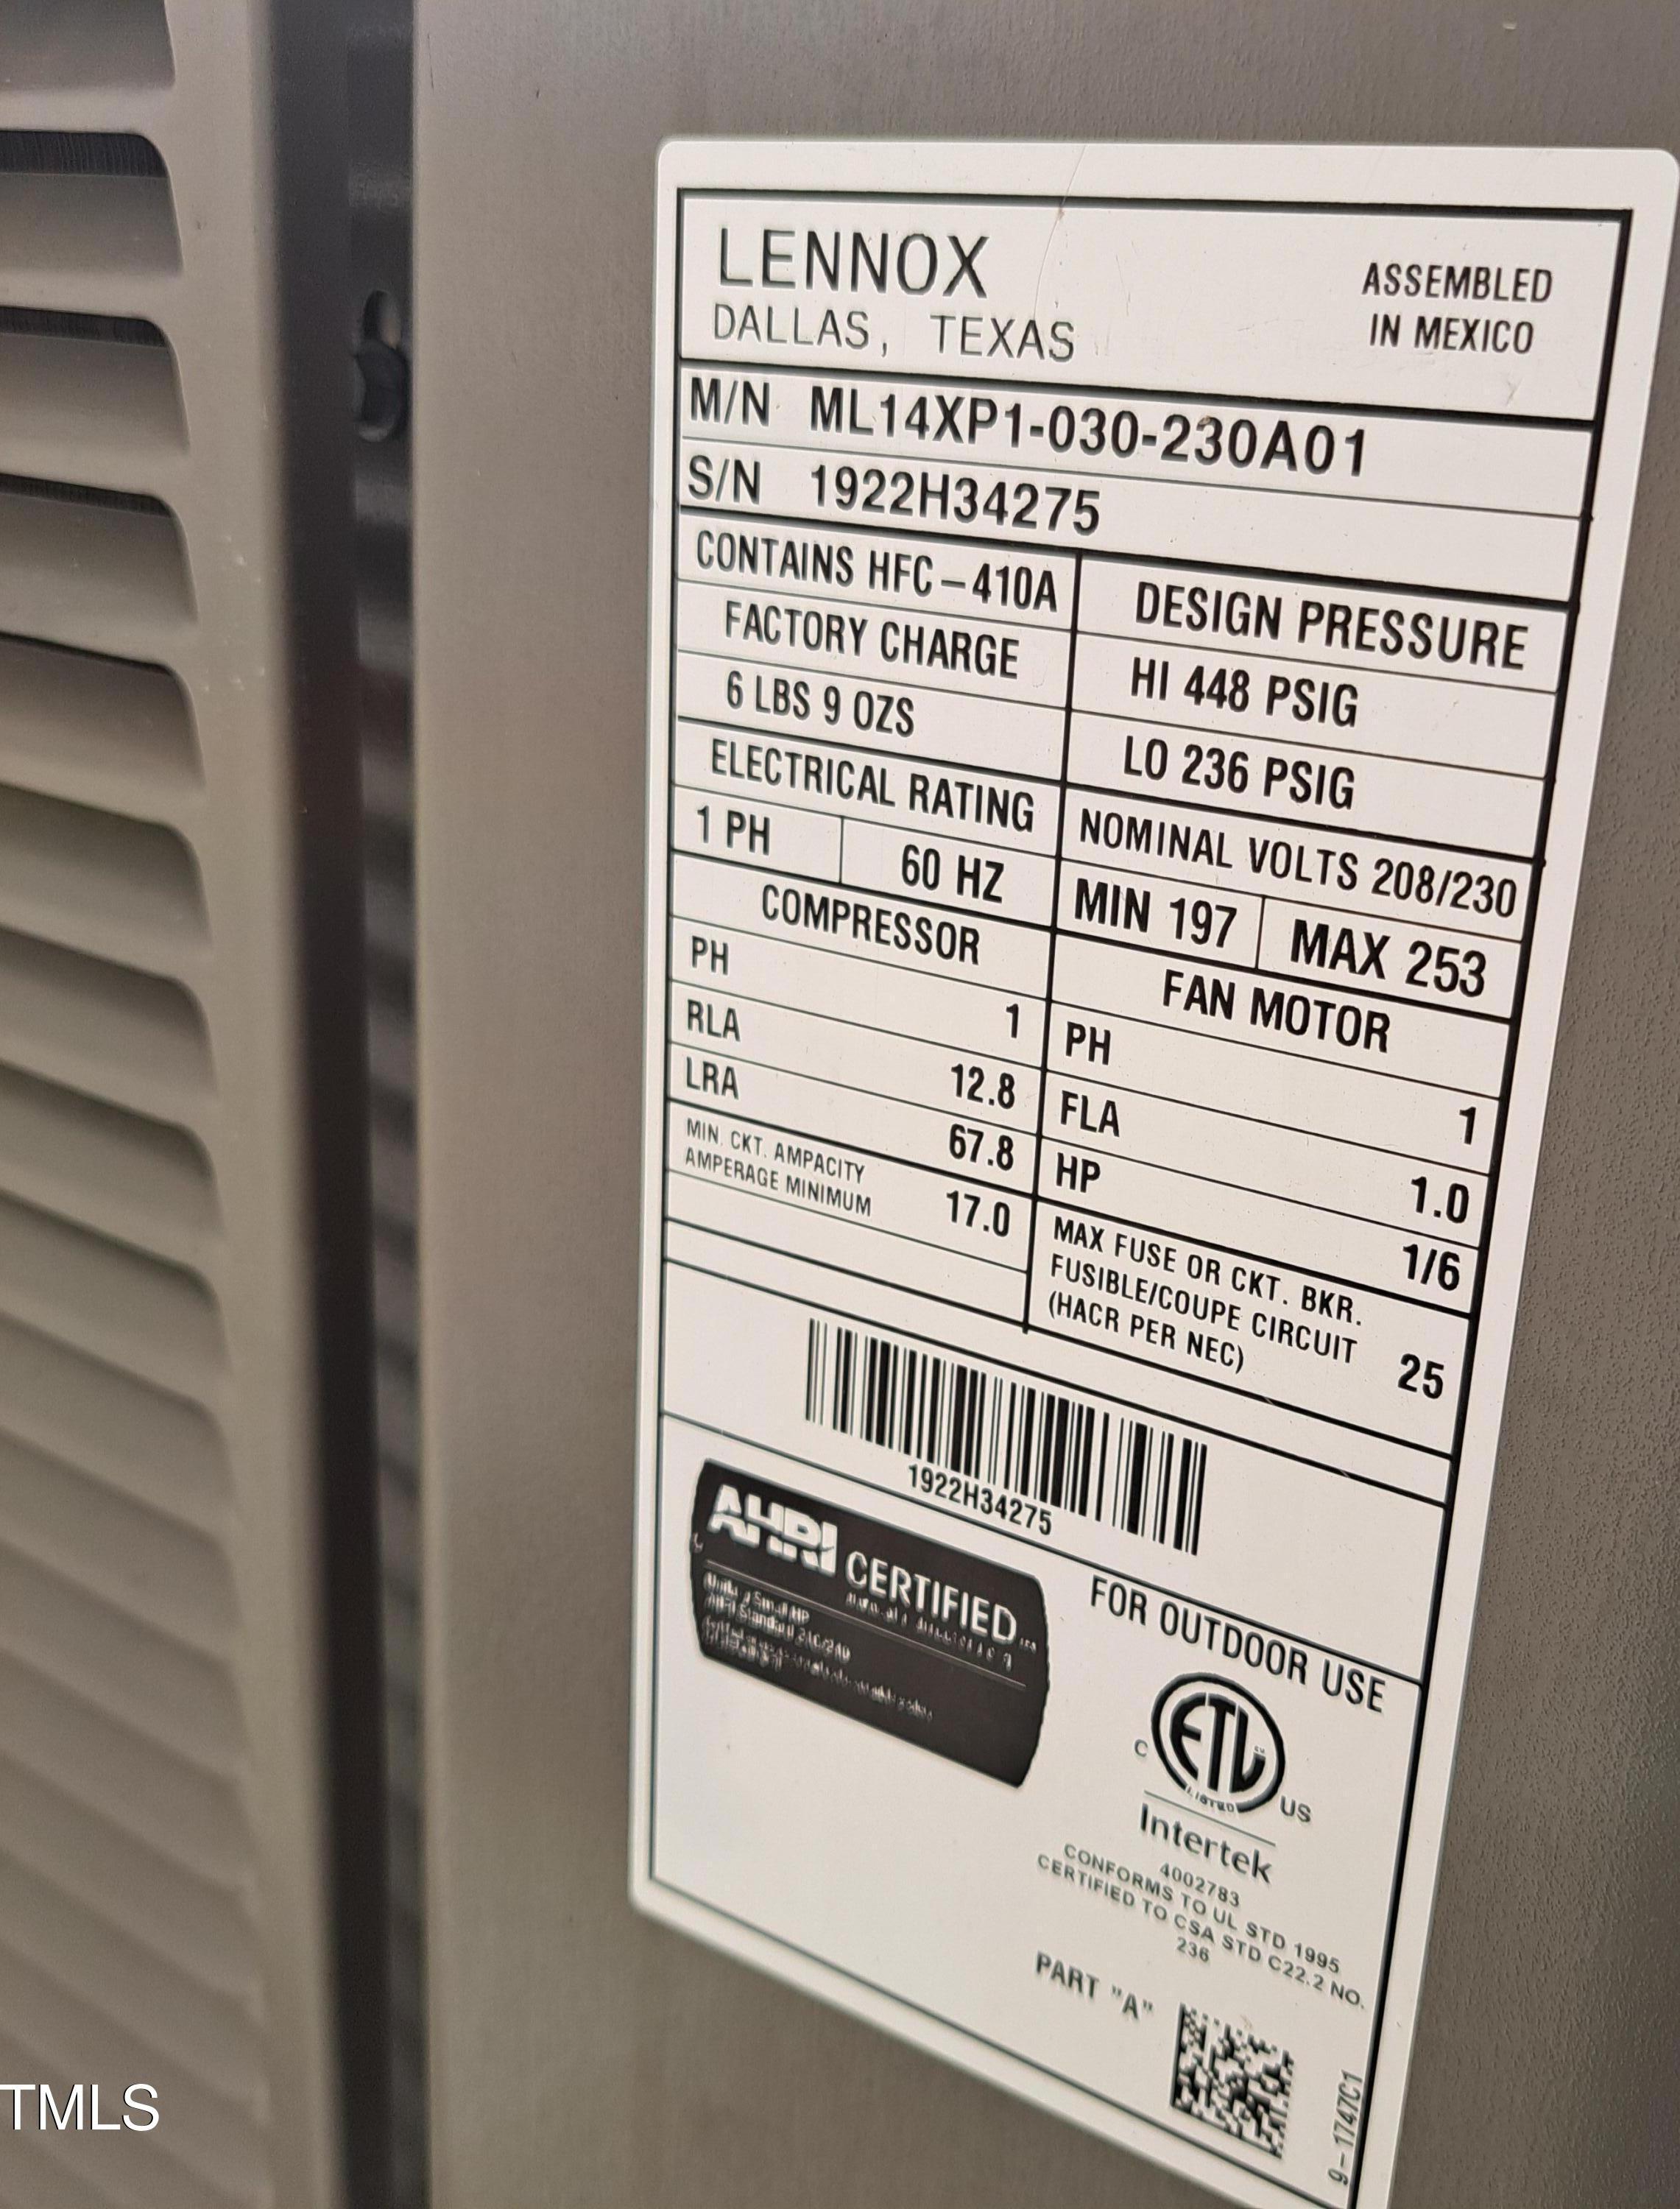 LENNOX
DALLAS, TEXAS
ASSEMBLED
IN MEXICO
M/N ML14XP1-030-230A01
S/N 1922H34275
CONTAINS HFC-410A
FACTORY CHARGE
6 LBS 9 OZS
DESIGN PRESSURE
HI 448 PSIG
LO 236 PSIG
ELECTRICAL RATING
NOMINAL VOLTS 208/230
1 PH 60 HZ
MIN 197 MAX 253
COMPRESSOR
PH 1
RLA 12.8
LRA 67.8
FAN MOTOR
PH 1
FLA 1.0
HP 1/6
MIN. CKT. AMPACITY
AMPERAGE MINIMUM 17.0
MAX FUSE OR CKT. BKR.
FUSIBLE/COUPE CIRCUIT
(HACR PER NEC) 25
1922H34275
AHRI CERTIFIED
AHRI Standard 210/240
FOR OUTDOOR USE
C ETL US
LISTED
Intertek
4002783
CONFORMS TO UL STD 1995
CERTIFIED TO CSA STD C22.2 NO.
236
PART "A"
9-1747C1
TMLS